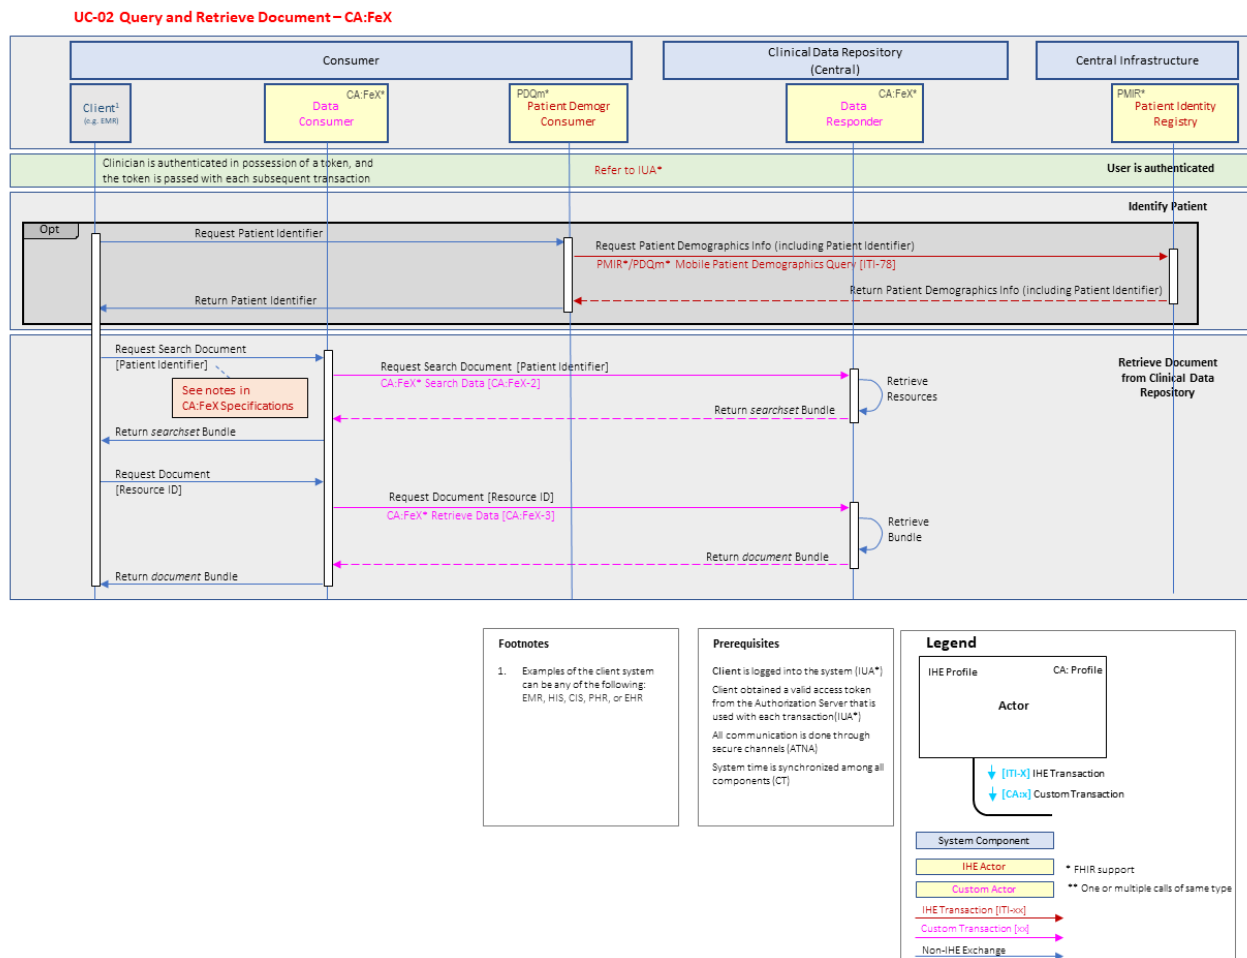 UC-02 Query and Retrieve Document – CA:FeX
Consumer
Clinical Data Repository
(Central)
Central Infrastructure
Client¹
(e.g. EMR)
CA:FeX*
Data
Consumer
PDQm*
Patient Demogr
Consumer
CA:FeX*
Data
Responder
PMIR*
Patient Identity
Registry
Clinician is authenticated in possession of a token, and
the token is passed with each subsequent transaction
Refer to IUA*
User is authenticated
Identify Patient
Opt
Request Patient Identifier
Request Patient Demographics Info (including Patient Identifier)
PMIR*/PDQm* Mobile Patient Demographics Query [ITI-78]
Return Patient Demographics Info (including Patient Identifier)
Return Patient Identifier
Request Search Document
[Patient Identifier]
See notes in
CA:FeX Specifications
Request Search Document [Patient Identifier]
CA:FeX* Search Data [CA:FeX-2]
Retrieve
Resources
Retrieve Document
from Clinical Data
Repository
Return searchset Bundle
Return searchset Bundle
Request Document
[Resource ID]
Request Document [Resource ID]
CA:FeX* Retrieve Data [CA:FeX-3]
Retrieve
Bundle
Return document Bundle
Return document Bundle
Footnotes
1. Examples of the client system
can be any of the following:
EMR, HIS, CIS, PHR, or EHR
Prerequisites
Client is logged into the system (IUA*)
Client obtained a valid access token
from the Authorization Server that is
used with each transaction(IUA*)
All communication is done through
secure channels (ATNA)
System time is synchronized among all
components (CT)
Legend
IHE Profile
CA: Profile
Actor
[ITI-X] IHE Transaction
[CA:x] Custom Transaction
System Component
IHE Actor
* FHIR support
Custom Actor
** One or multiple calls of same type
IHE Transaction [ITI-xx]
Custom Transaction [xx]
Non-IHE Exchange